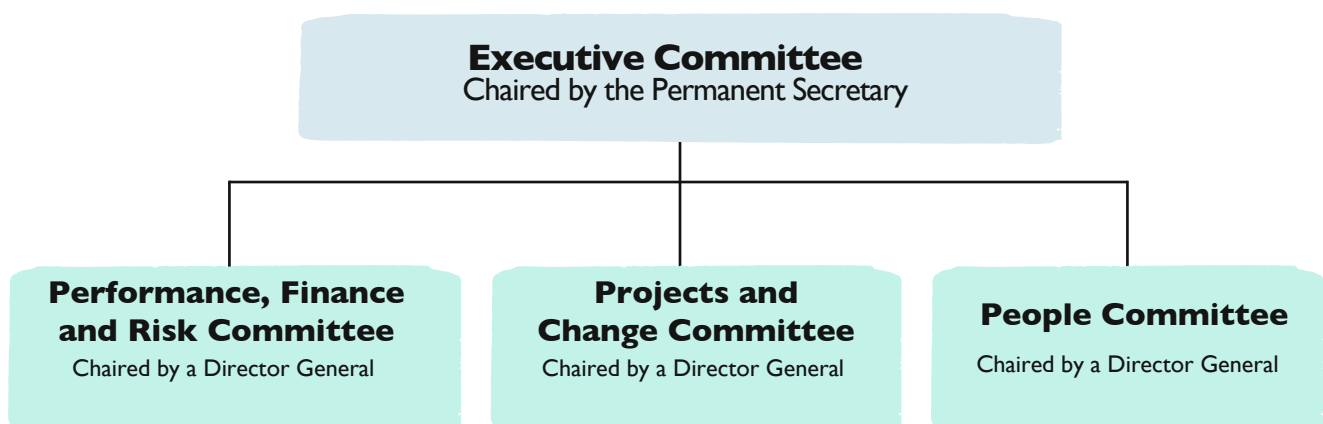 Executive Committee
Chaired by the Permanent Secretary
Performance, Finance
and Risk Committee
Chaired by a Director General
Projects and
Change Committee
Chaired by a Director General
People Committee
Chaired by a Director General